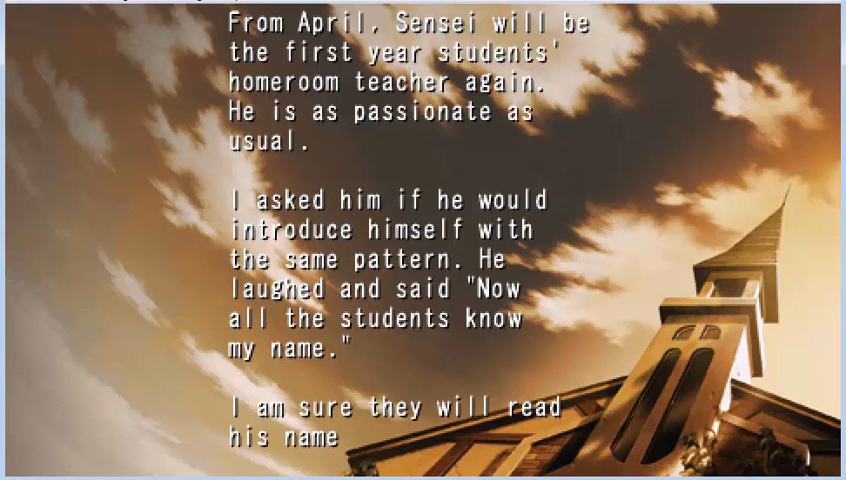 From April, Sensei will be
the first year students'
homeroom teacher again.
He is as passionate as
usual.
I asked him if he would
introduce himself with
the same pattern. He
laughed and said "Now
all the students know
my name."
I am sure they will read
his name